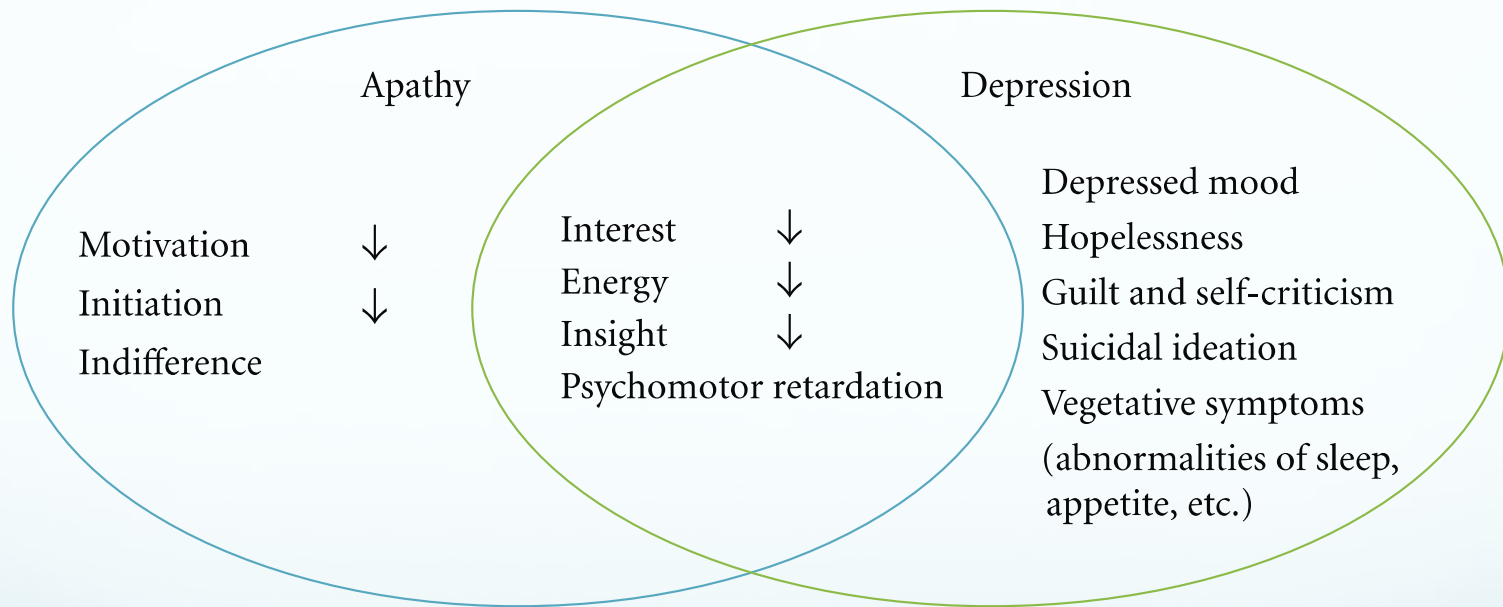 Apathy
Depression
Motivation ↓
Initiation ↓
Indifference
Interest ↓
Energy ↓
Insight ↓
Psychomotor retardation
Depressed mood
Hopelessness
Guilt and self-criticism
Suicidal ideation
Vegetative symptoms
(abnormalities of sleep,
appetite, etc.)